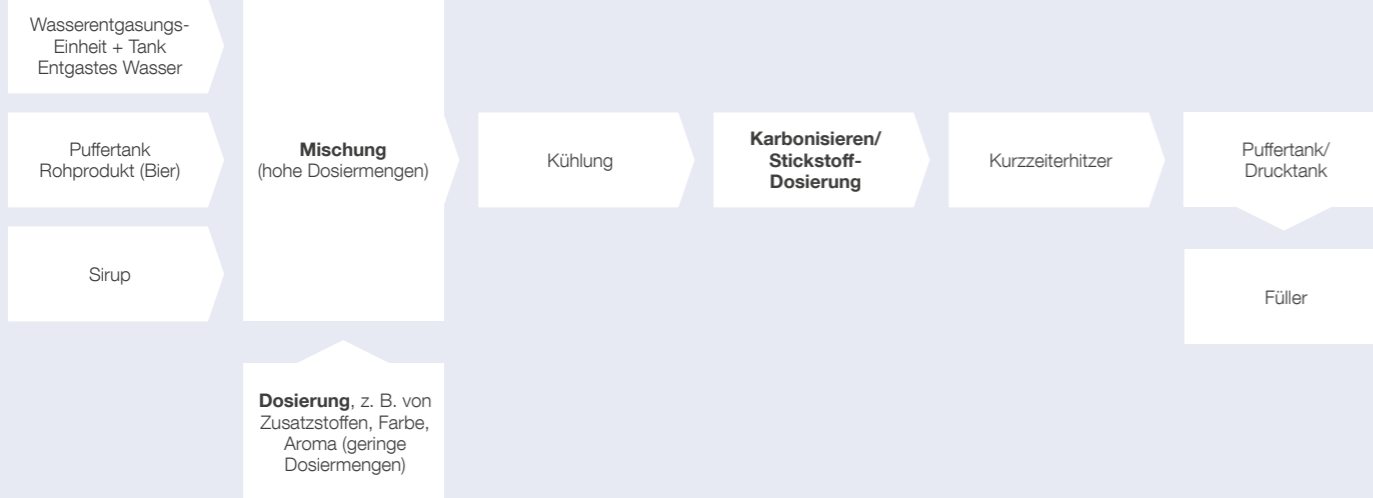 Wasserentgasungs-
Einheit + Tank
Entgastes Wasser
Puffertank
Rohprodukt (Bier)
Sirup
Mischung
(hohe Dosiermengen)
Dosierung, z. B. von
Zusatzstoffen, Farbe,
Aroma (geringe
Dosiermengen)
Kühlung
Karbonisieren/
Stickstoff-
Dosierung
Kurzzeiterhitzer
Puffertank/
Drucktank
Füller